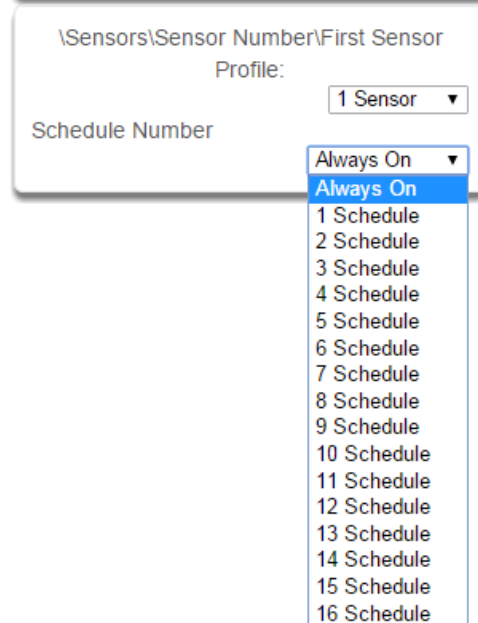 \Sensors\Sensor Number\First Sensor
Profile:
1 Sensor
Schedule Number
Always On
Always On
1 Schedule
2 Schedule
3 Schedule
4 Schedule
5 Schedule
6 Schedule
7 Schedule
8 Schedule
9 Schedule
10 Schedule
11 Schedule
12 Schedule
13 Schedule
14 Schedule
15 Schedule
16 Schedule